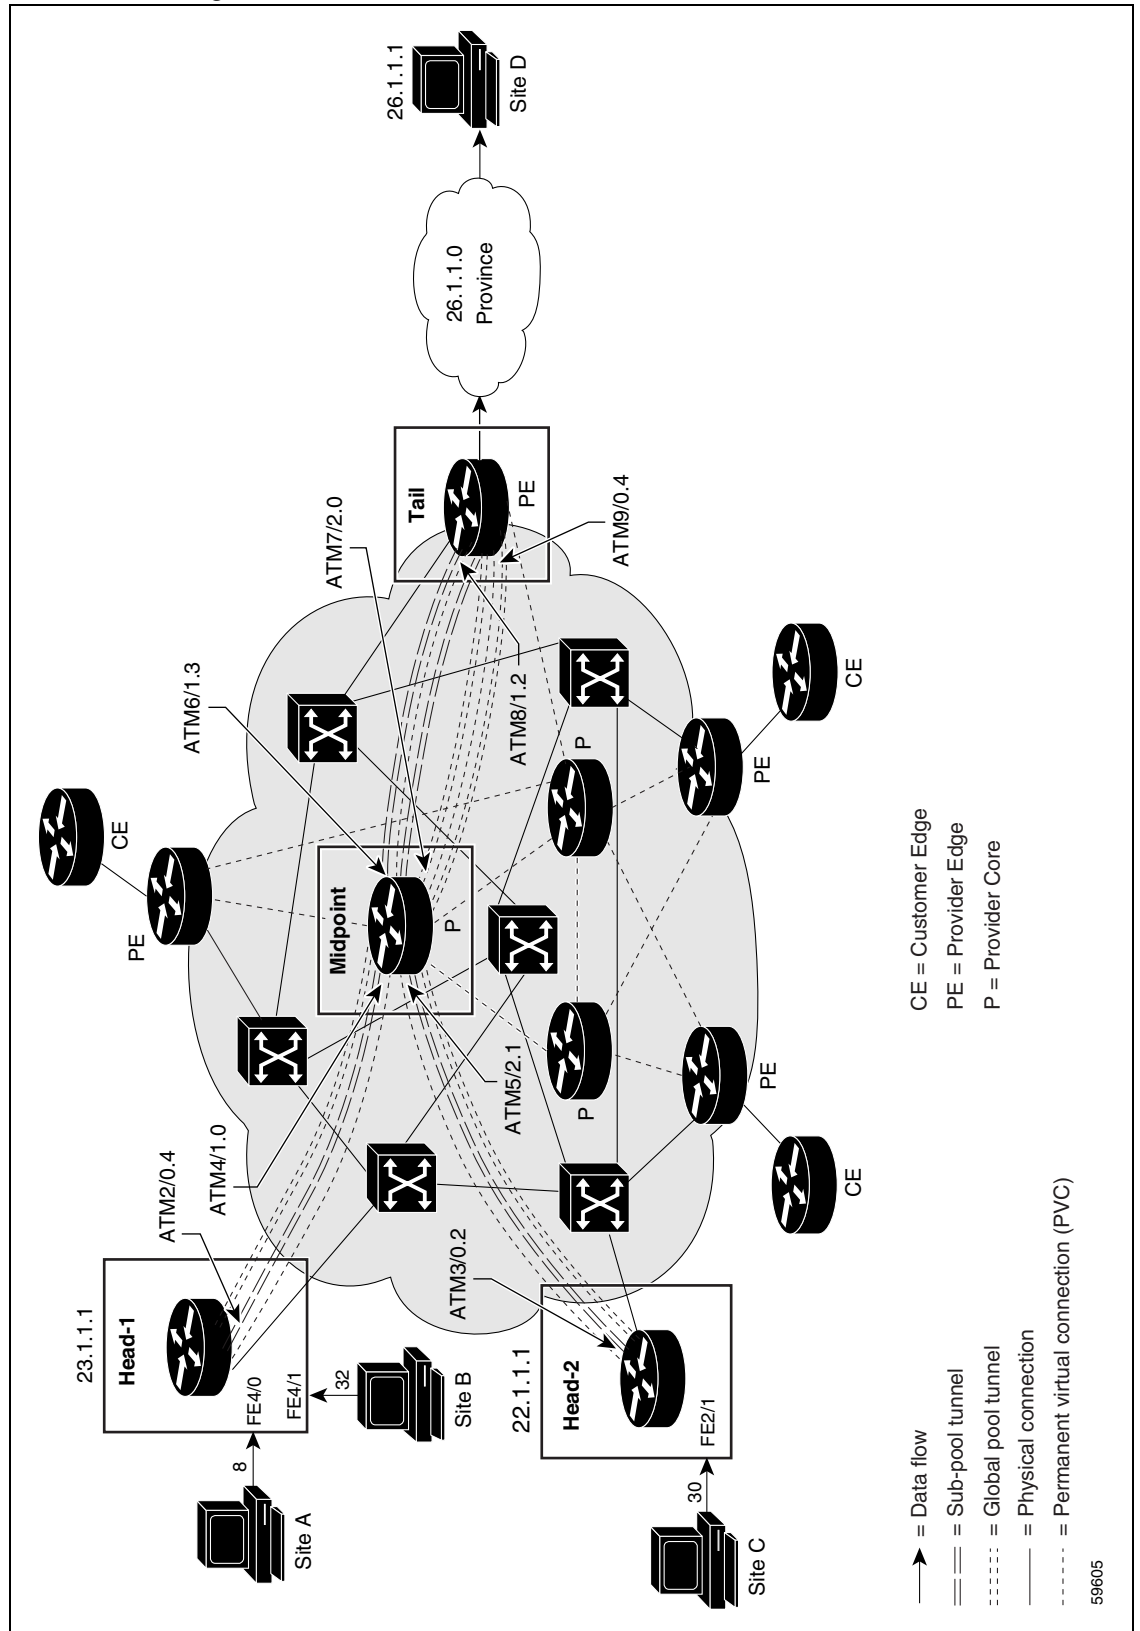 26.1.1.1
Site D
26.1.1.0
Province
Tail
PE
ATM7/2.0
ATM9/0.4
ATM6/1.3
ATM8/1.2
CE
PE
Midpoint
P
P
PE
CE
ATM5/2.1
P
PE
CE
ATM4/1.0
ATM2/0.4
ATM3/0.2
23.1.1.1
Head-1
FE4/0
FE4/1
8
Site A
32
Site B
22.1.1.1
Head-2
FE2/1
30
Site C
CE = Customer Edge
PE = Provider Edge
P = Provider Core
= Data flow
= Sub-pool tunnel
= Global pool tunnel
= Physical connection
= Permanent virtual connection (PVC)
59605